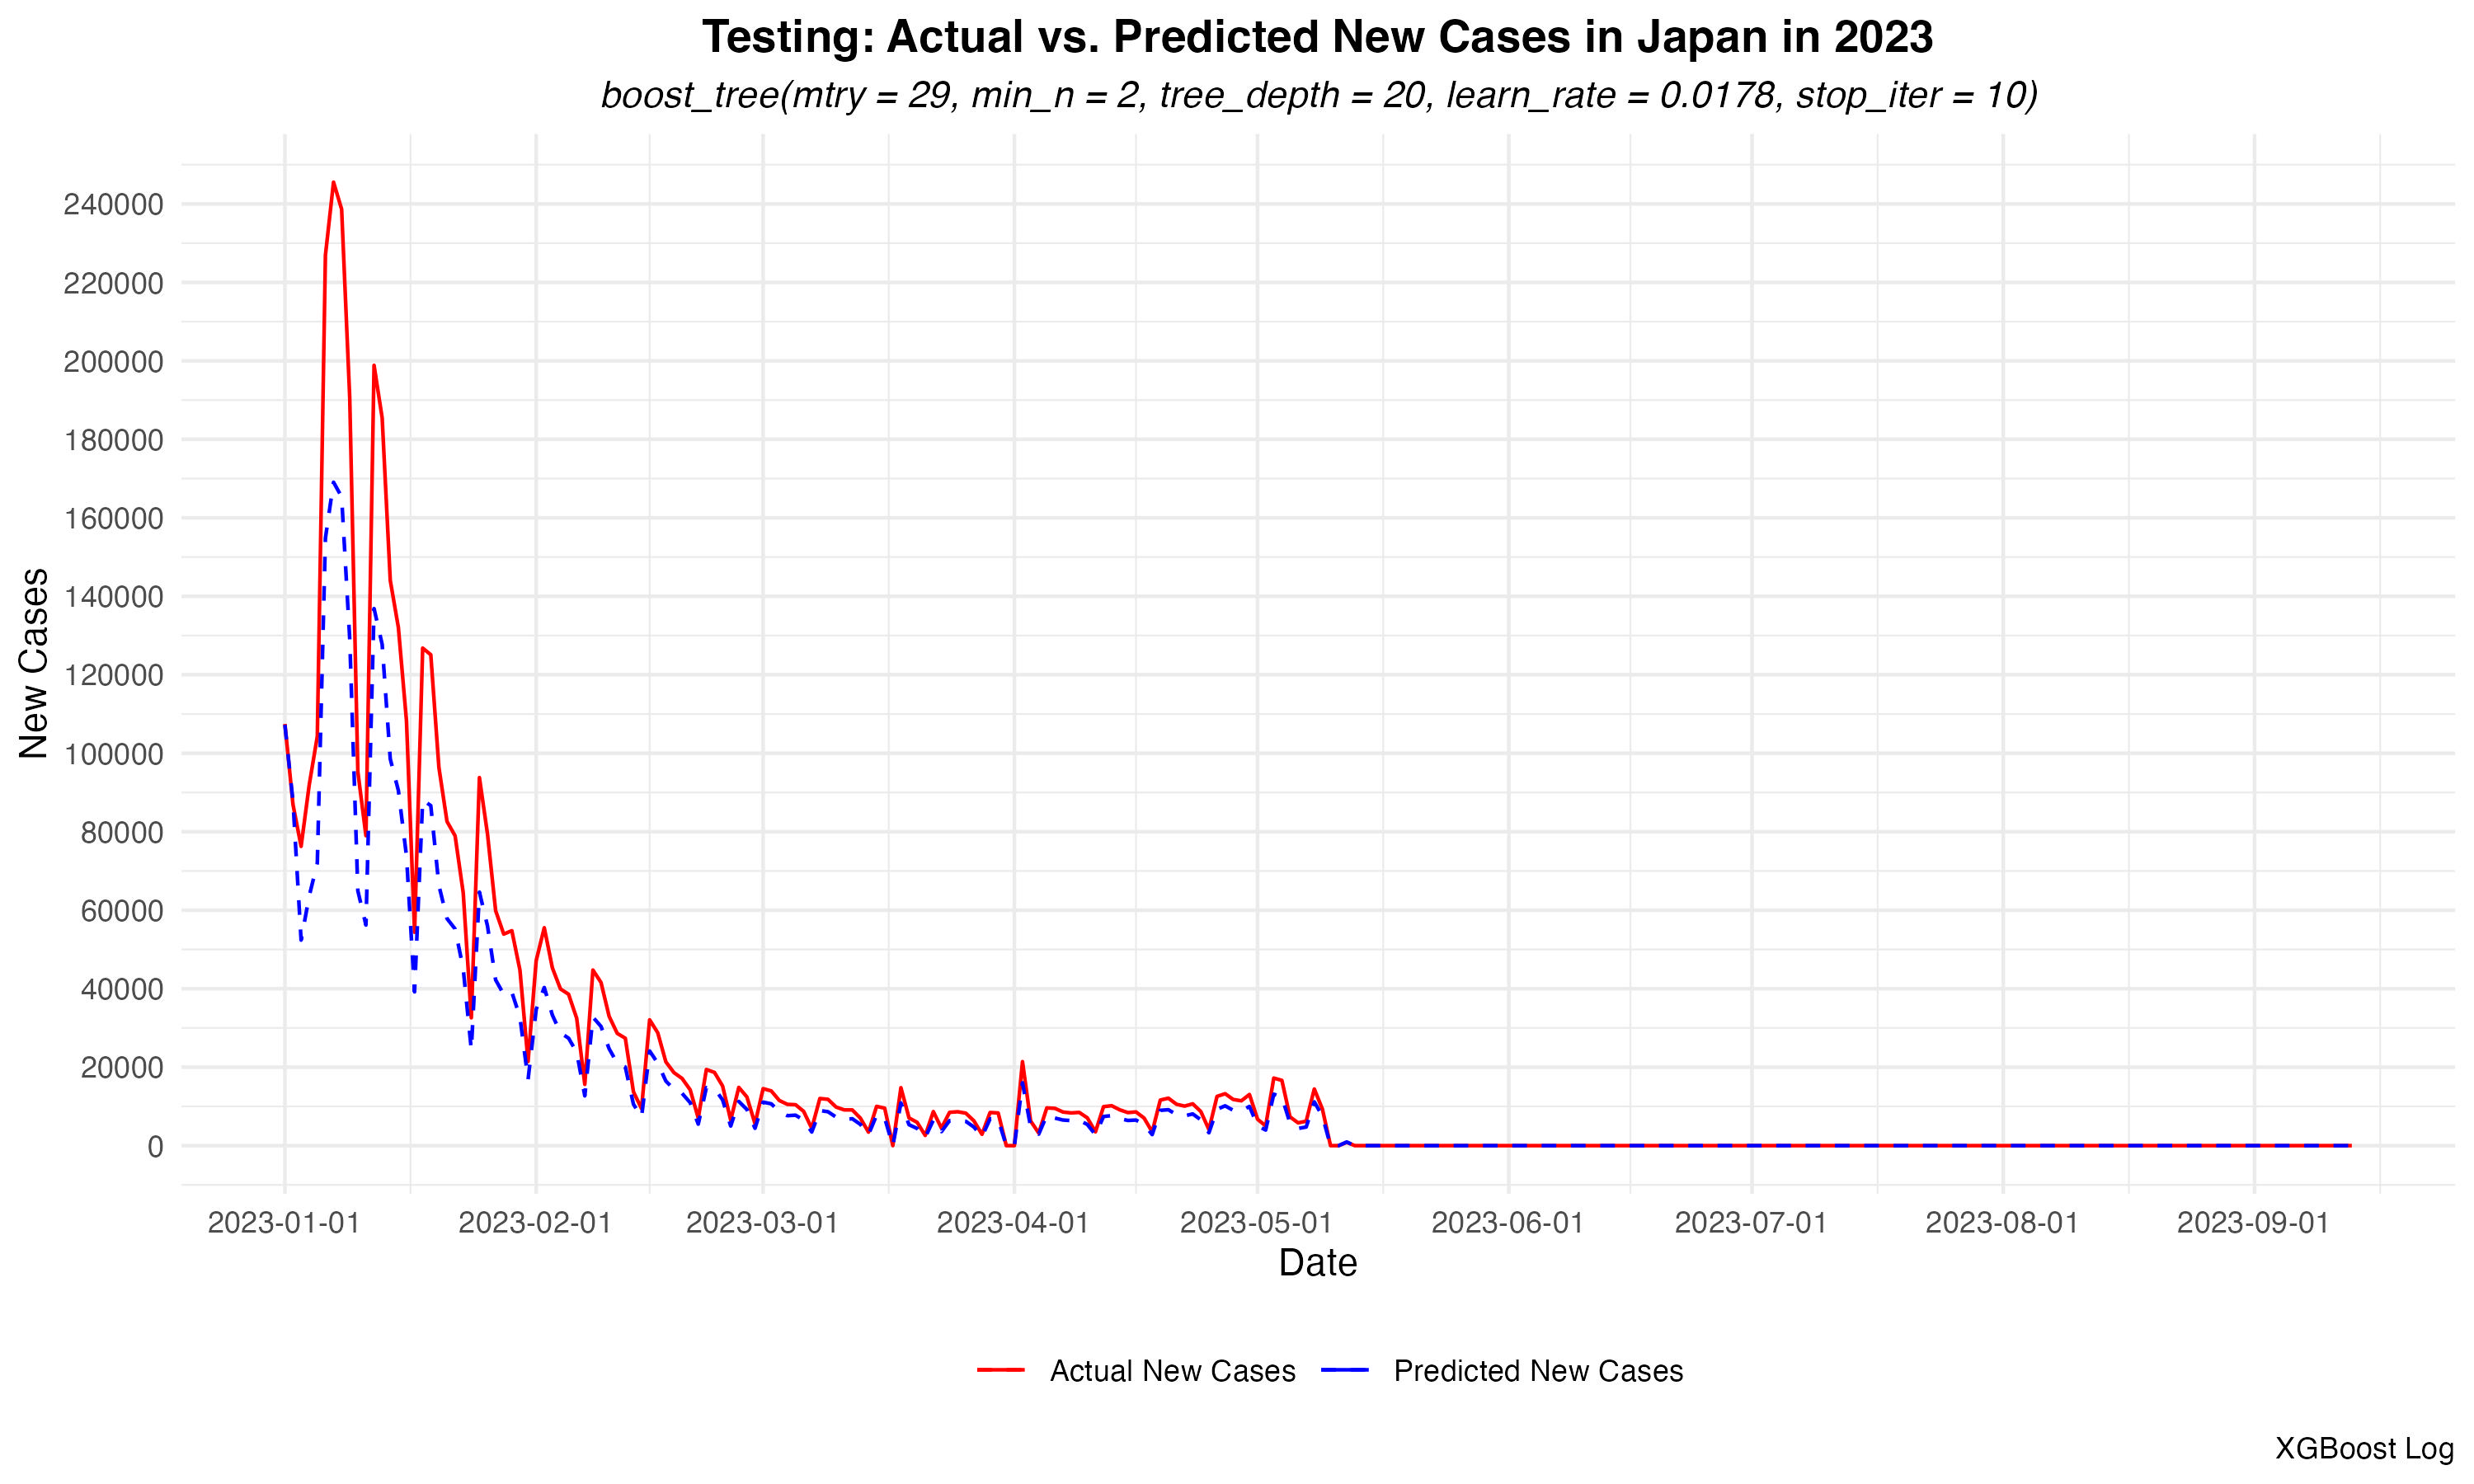 Testing: Actual vs. Predicted New Cases in Japan in 2023
boost_tree(mtry = 29, min_n = 2, tree_depth = 20, learn_rate = 0.0178, stop_iter = 10)
New Cases
240000
220000
200000
180000
160000
140000
120000
100000
80000
60000
40000
20000
0
2023-01-01 2023-02-01 2023-03-01 2023-04-01 2023-05-01 2023-06-01 2023-07-01 2023-08-01 2023-09-01
Date
Actual New Cases Predicted New Cases
XGBoost Log